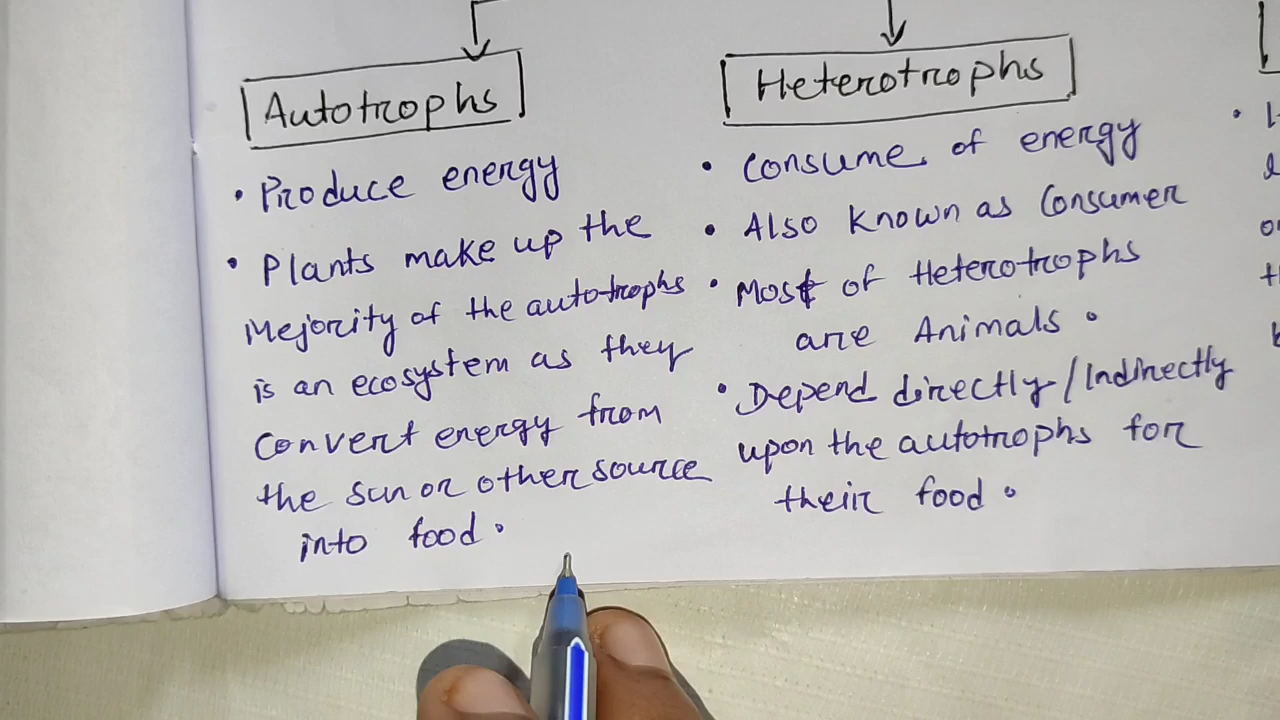 Autotrophs
• Produce energy
• Plants make up the
Mejority of the autotrophs
is an ecosystem as they
convert energy from
the sun or other source
into food.
Heterotrophs
• Consume of energy
• Also known as Consumer
• Most of Heterotrophs
are Animals.
• Depend directly/Indirectly
upon the autotrophs for
their food.